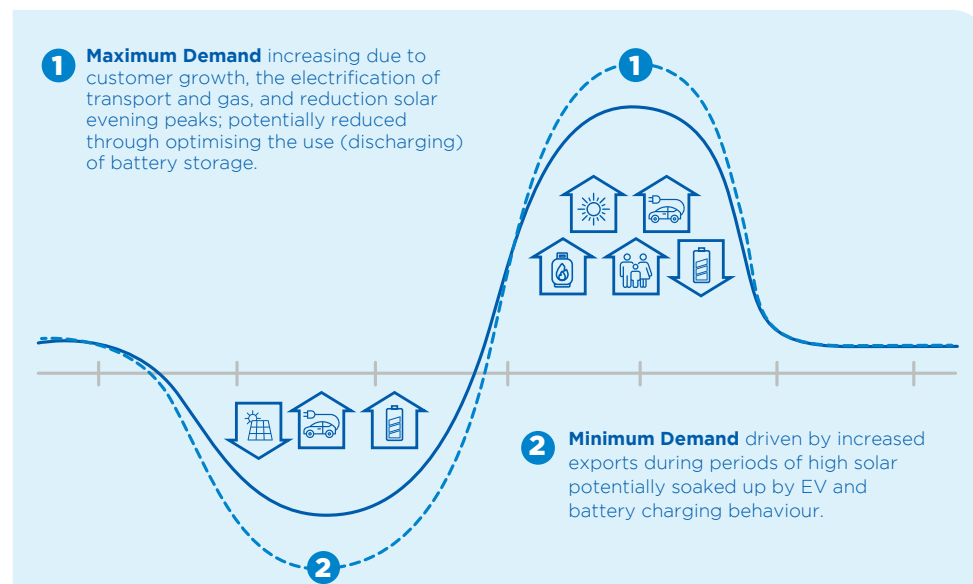 1
Maximum Demand increasing due to
customer growth, the electrification of
transport and gas, and reduction solar
evening peaks; potentially reduced
through optimising the use (discharging)
of battery storage.
1
2
Minimum Demand driven by increased
exports during periods of high solar
potentially soaked up by EV and
battery charging behaviour.
2